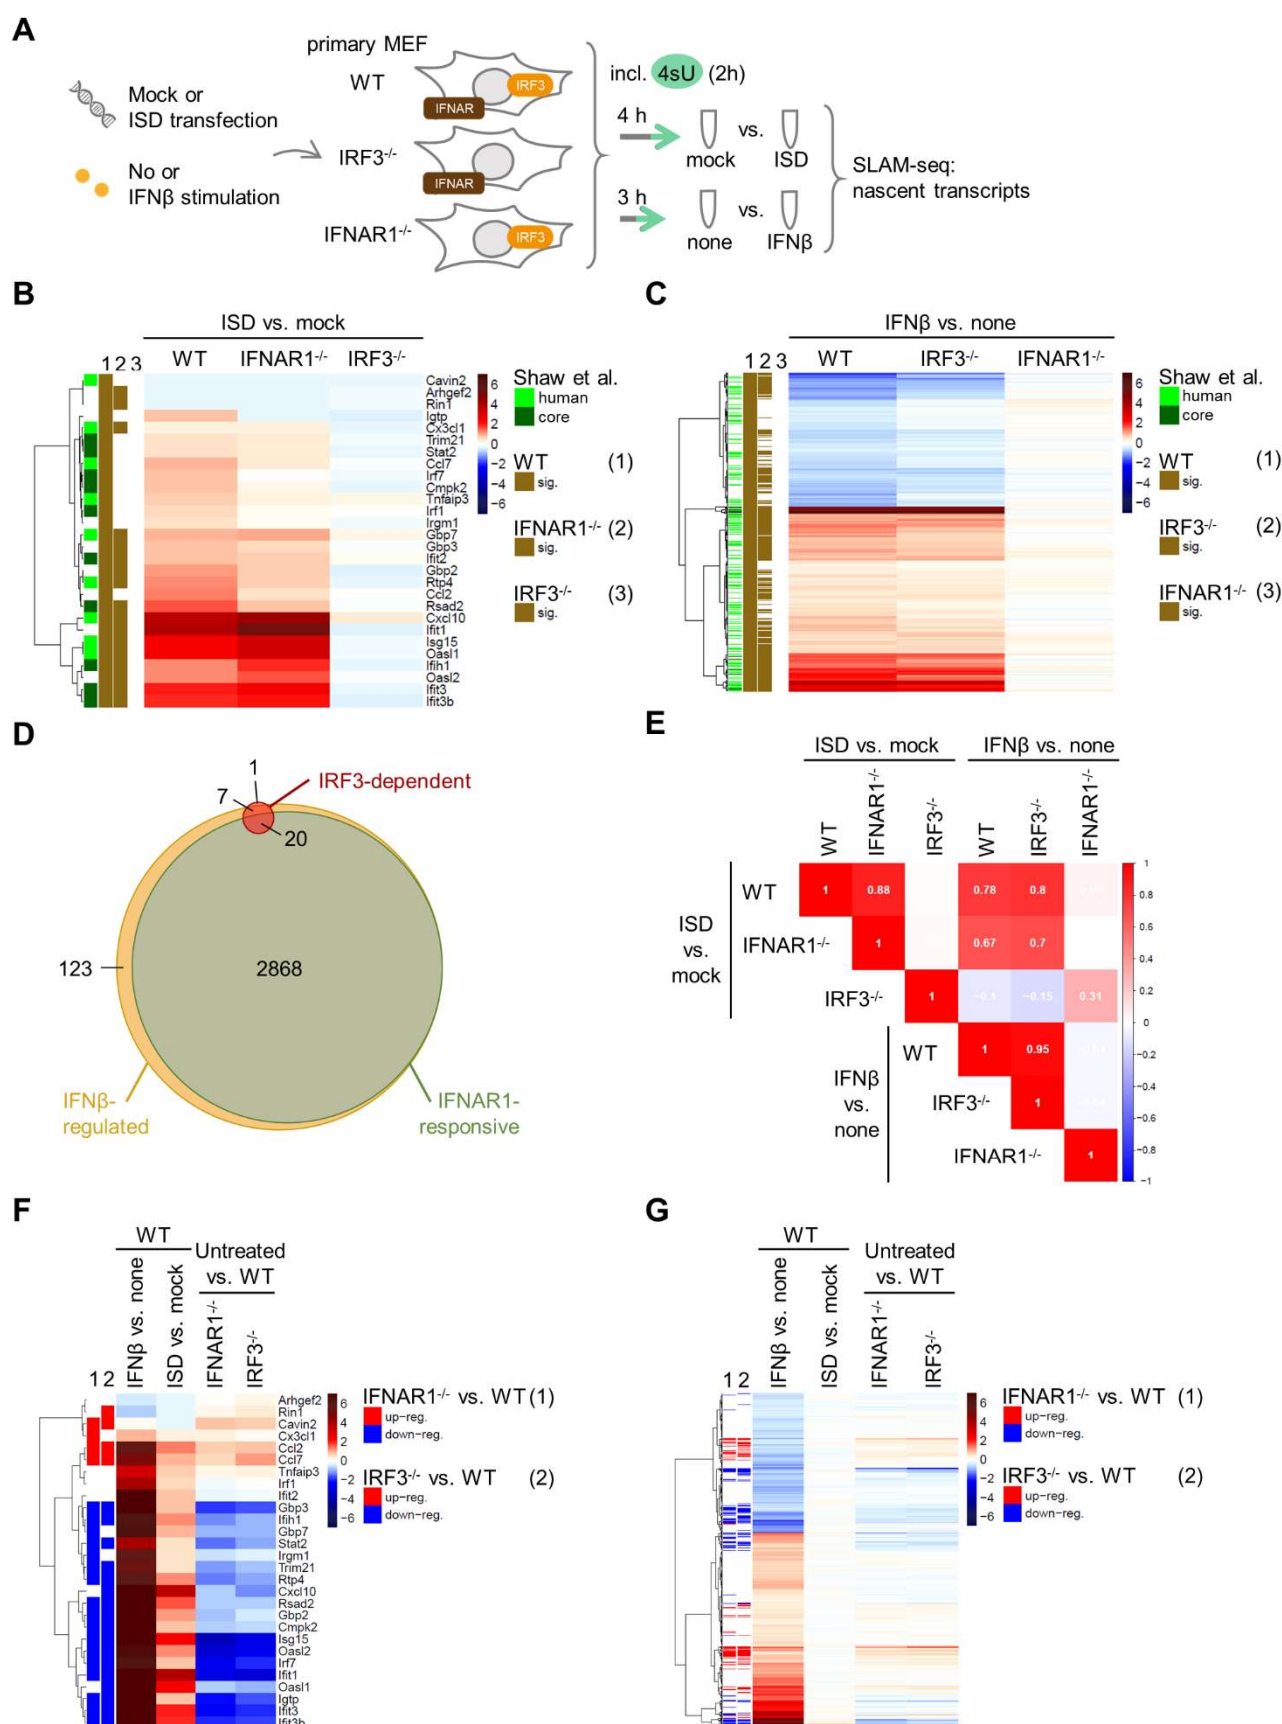 A
primary MEF
WT
IRF3
IFNAR
IRF3-/-
IFNAR
IFNAR1-/-
IRF3
Mock or
ISD transfection
No or
IFNβ stimulation
incl. 4sU (2h)
4 h
mock vs. ISD
3 h
none vs. IFNβ
SLAM-seq:
nascent transcripts
B
ISD vs. mock
1 2 3 WT IFNAR1-/- IRF3-/-
Cavin2
Arhgef2
Rin1
Igtp
Cx3cl1
Trim21
Stat2
Ccl7
Irf7
Cmpk2
Tnfaip3
Irf1
Irgm1
Gbp7
Gbp3
Ifit2
Gbp2
Rtp4
Ccl2
Rsad2
Cxcl10
Ifit1
Isg15
Oasl1
Ifih1
Oasl2
Ifit3
Ifit3b
6
4
2
0
−2
−4
−6
Shaw et al.
human
core
WT (1)
sig.
IFNAR1-/- (2)
sig.
IRF3-/- (3)
sig.
C
IFNβ vs. none
1 2 3 WT IRF3-/- IFNAR1-/-
6
4
2
0
−2
−4
−6
Shaw et al.
human
core
WT (1)
sig.
IRF3-/- (2)
sig.
IFNAR1-/- (3)
sig.
D
1
7
IRF3-dependent
20
123
2868
IFNβ-
regulated
IFNAR1-
responsive
E
ISD vs. mock IFNβ vs. none
WT IFNAR1-/- IRF3-/- WT IRF3-/- IFNAR1-/-
ISD
vs.
mock
WT 1 0.88 0.78 0.8
IFNAR1-/- 1 0.67 0.7
IRF3-/- 1 −0.1 −0.15 0.31
IFNβ
vs.
none
WT 1 0.95
IRF3-/- 1
IFNAR1-/- 1
1
0.8
0.6
0.4
0.2
0
−0.2
−0.4
−0.6
−0.8
−1
F
WT
Untreated
vs. WT
1 2 IFNβ vs. none ISD vs. mock IFNAR1-/- IRF3-/-
Arhgef2
Rin1
Cavin2
Cx3cl1
Ccl2
Ccl7
Tnfaip3
Irf1
Ifit2
Gbp3
Ifih1
Gbp7
Stat2
Irgm1
Trim21
Rtp4
Cxcl10
Rsad2
Gbp2
Cmpk2
Isg15
Oasl2
Irf7
Ifit1
Oasl1
Igtp
Ifit3
Ifit3b
6
4
2
0
−2
−4
−6
IFNAR1-/- vs. WT (1)
up−reg.
down−reg.
IRF3-/- vs. WT (2)
up−reg.
down−reg.
G
WT
Untreated
vs. WT
1 2 IFNβ vs. none ISD vs. mock IFNAR1-/- IRF3-/-
6
4
2
0
−2
−4
−6
IFNAR1-/- vs. WT (1)
up−reg.
down−reg.
IRF3-/- vs. WT (2)
up−reg.
down−reg.